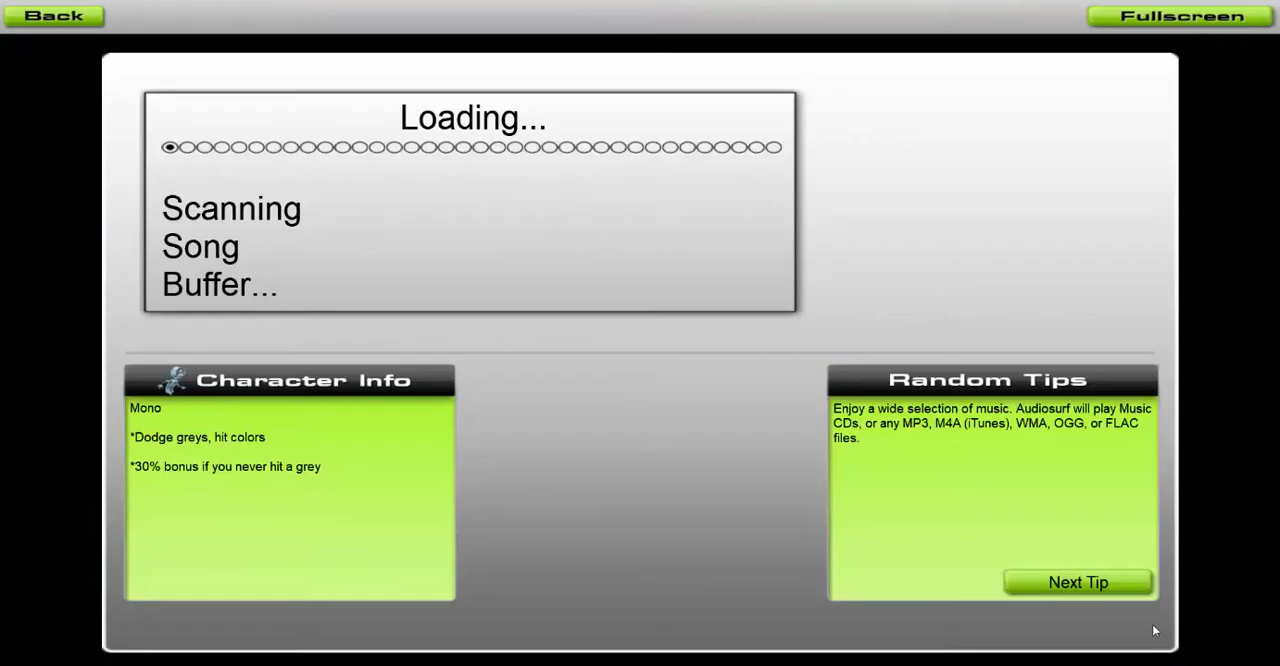 Back
Fullscreen
Loading...
Scanning
Song
Buffer...
Character Info
Mono
*Dodge greys, hit colors
*30% bonus if you never hit a grey
Random Tips
Enjoy a wide selection of music. Audiosurf will play Music
CDs, or any MP3, M4A (iTunes), WMA, OGG, or FLAC
files.
Next Tip